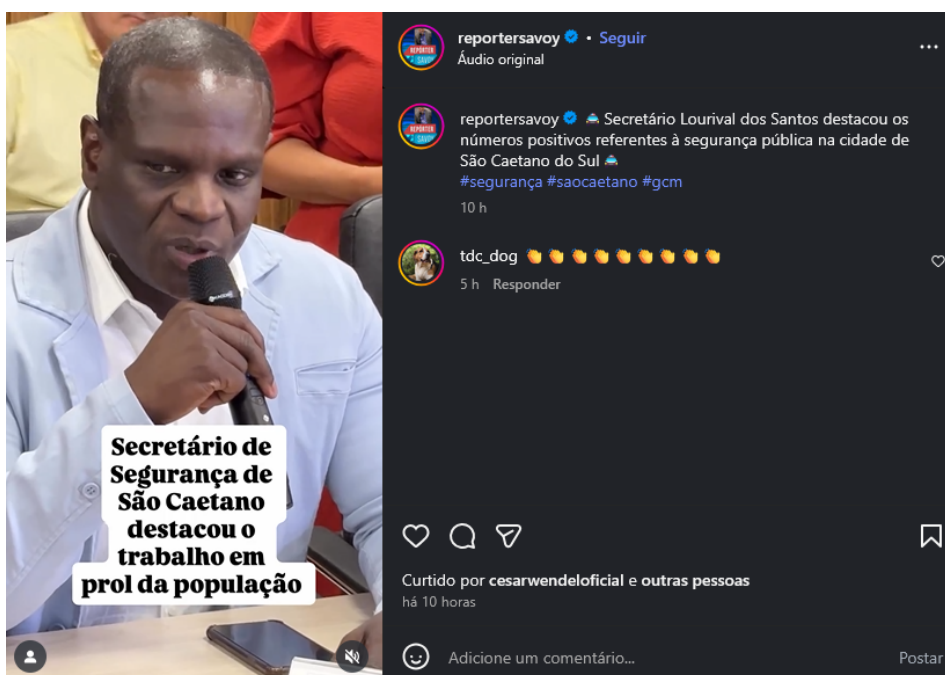 reportersavoy • Seguir
Áudio original
reportersavoy 🚔 Secretário Lourival dos Santos destacou os
números positivos referentes à segurança pública na cidade de
São Caetano do Sul 🚔
#segurança #saocaetano #gcm
10 h
tdc_dog 👏👏👏👏👏👏👏👏👏
5 h Responder
Secretário de
Segurança de
São Caetano
destacou o
trabalho em
prol da população
Curtido por cesarwendeloficial e outras pessoas
há 10 horas
Adicione um comentário...
Postar